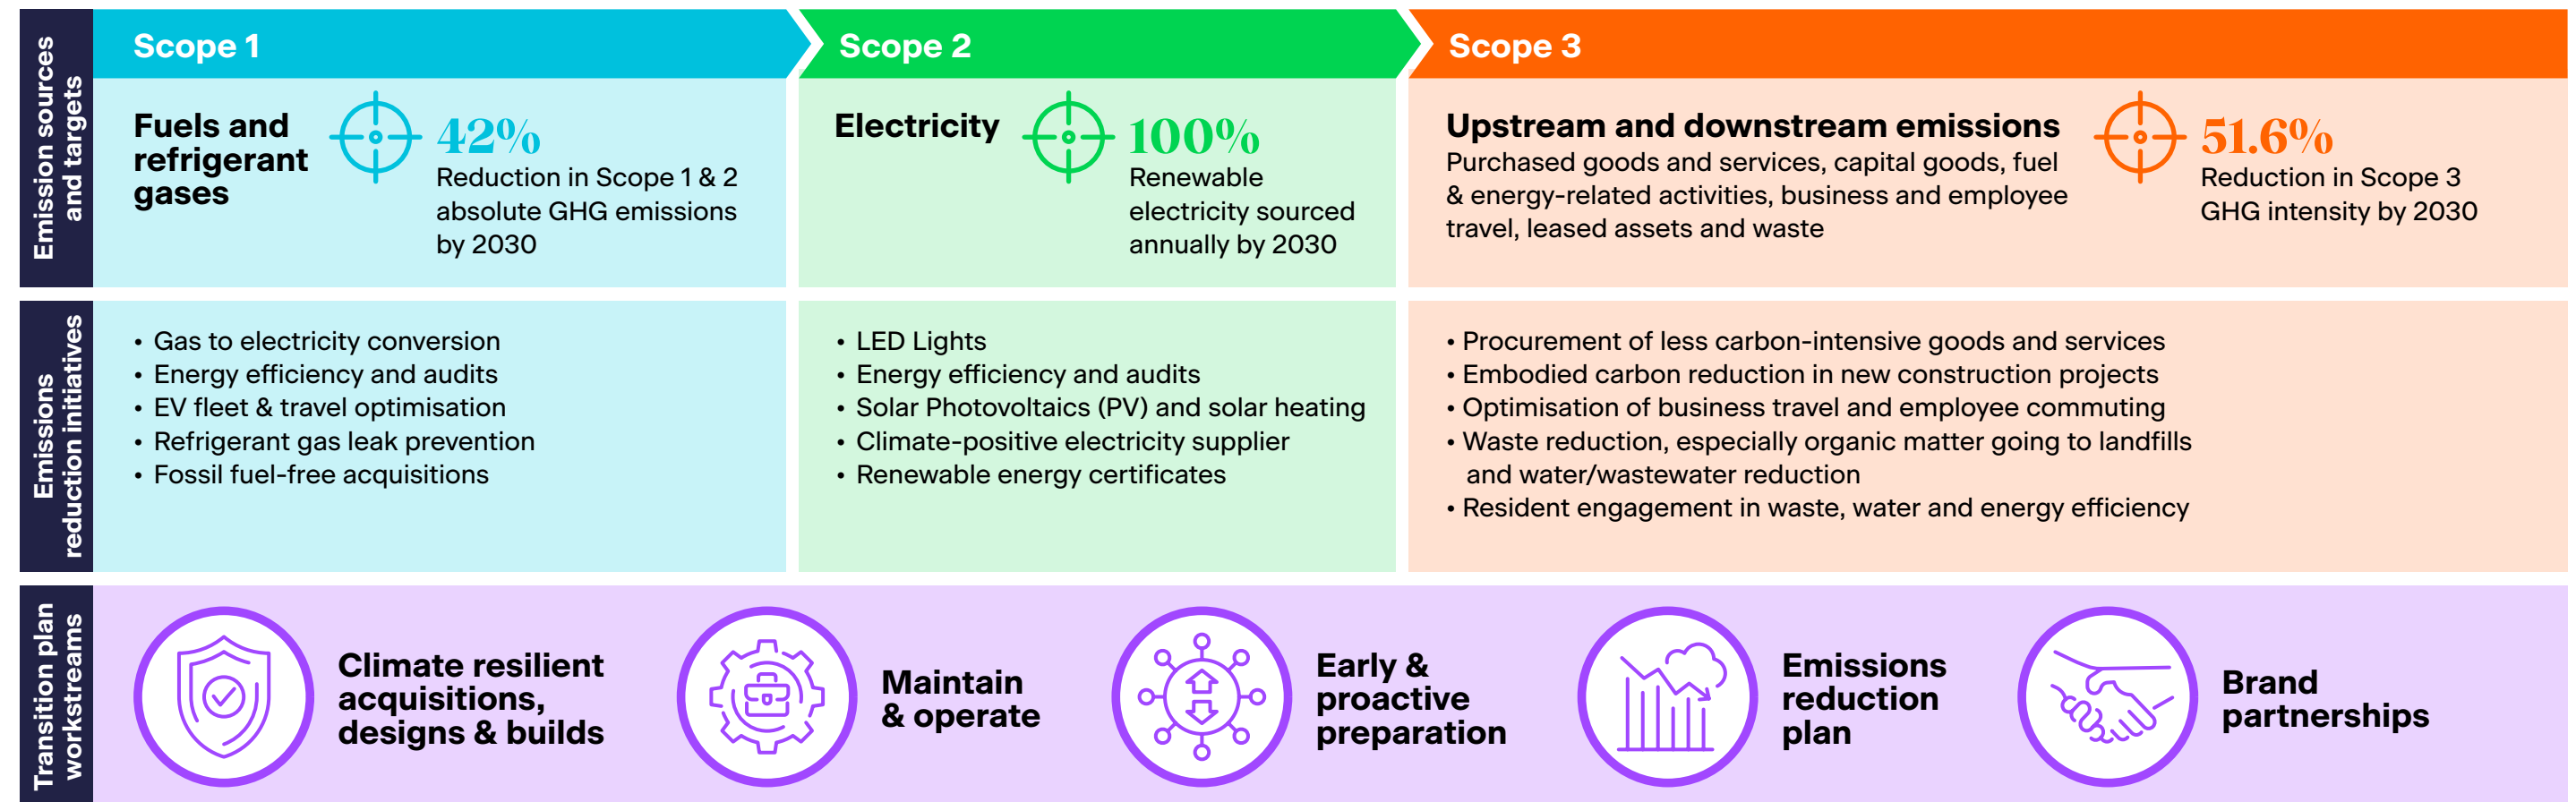 Emission sources
and targets
Scope 1
Fuels and
refrigerant
gases
42%
Reduction in Scope 1 & 2
absolute GHG emissions
by 2030
Scope 2
Electricity
100%
Renewable
electricity sourced
annually by 2030
Scope 3
Upstream and downstream emissions
Purchased goods and services, capital goods, fuel
& energy-related activities, business and employee
travel, leased assets and waste
51.6%
Reduction in Scope 3
GHG intensity by 2030
Emissions
reduction initiatives
• Gas to electricity conversion
• Energy efficiency and audits
• EV fleet & travel optimisation
• Refrigerant gas leak prevention
• Fossil fuel-free acquisitions
• LED Lights
• Energy efficiency and audits
• Solar Photovoltaics (PV) and solar heating
• Climate-positive electricity supplier
• Renewable energy certificates
• Procurement of less carbon-intensive goods and services
• Embodied carbon reduction in new construction projects
• Optimisation of business travel and employee commuting
• Waste reduction, especially organic matter going to landfills
and water/wastewater reduction
• Resident engagement in waste, water and energy efficiency
Transition plan
workstreams
Climate resilient
acquisitions,
designs & builds
Maintain
& operate
Early &
proactive
preparation
Emissions
reduction
plan
Brand
partnerships